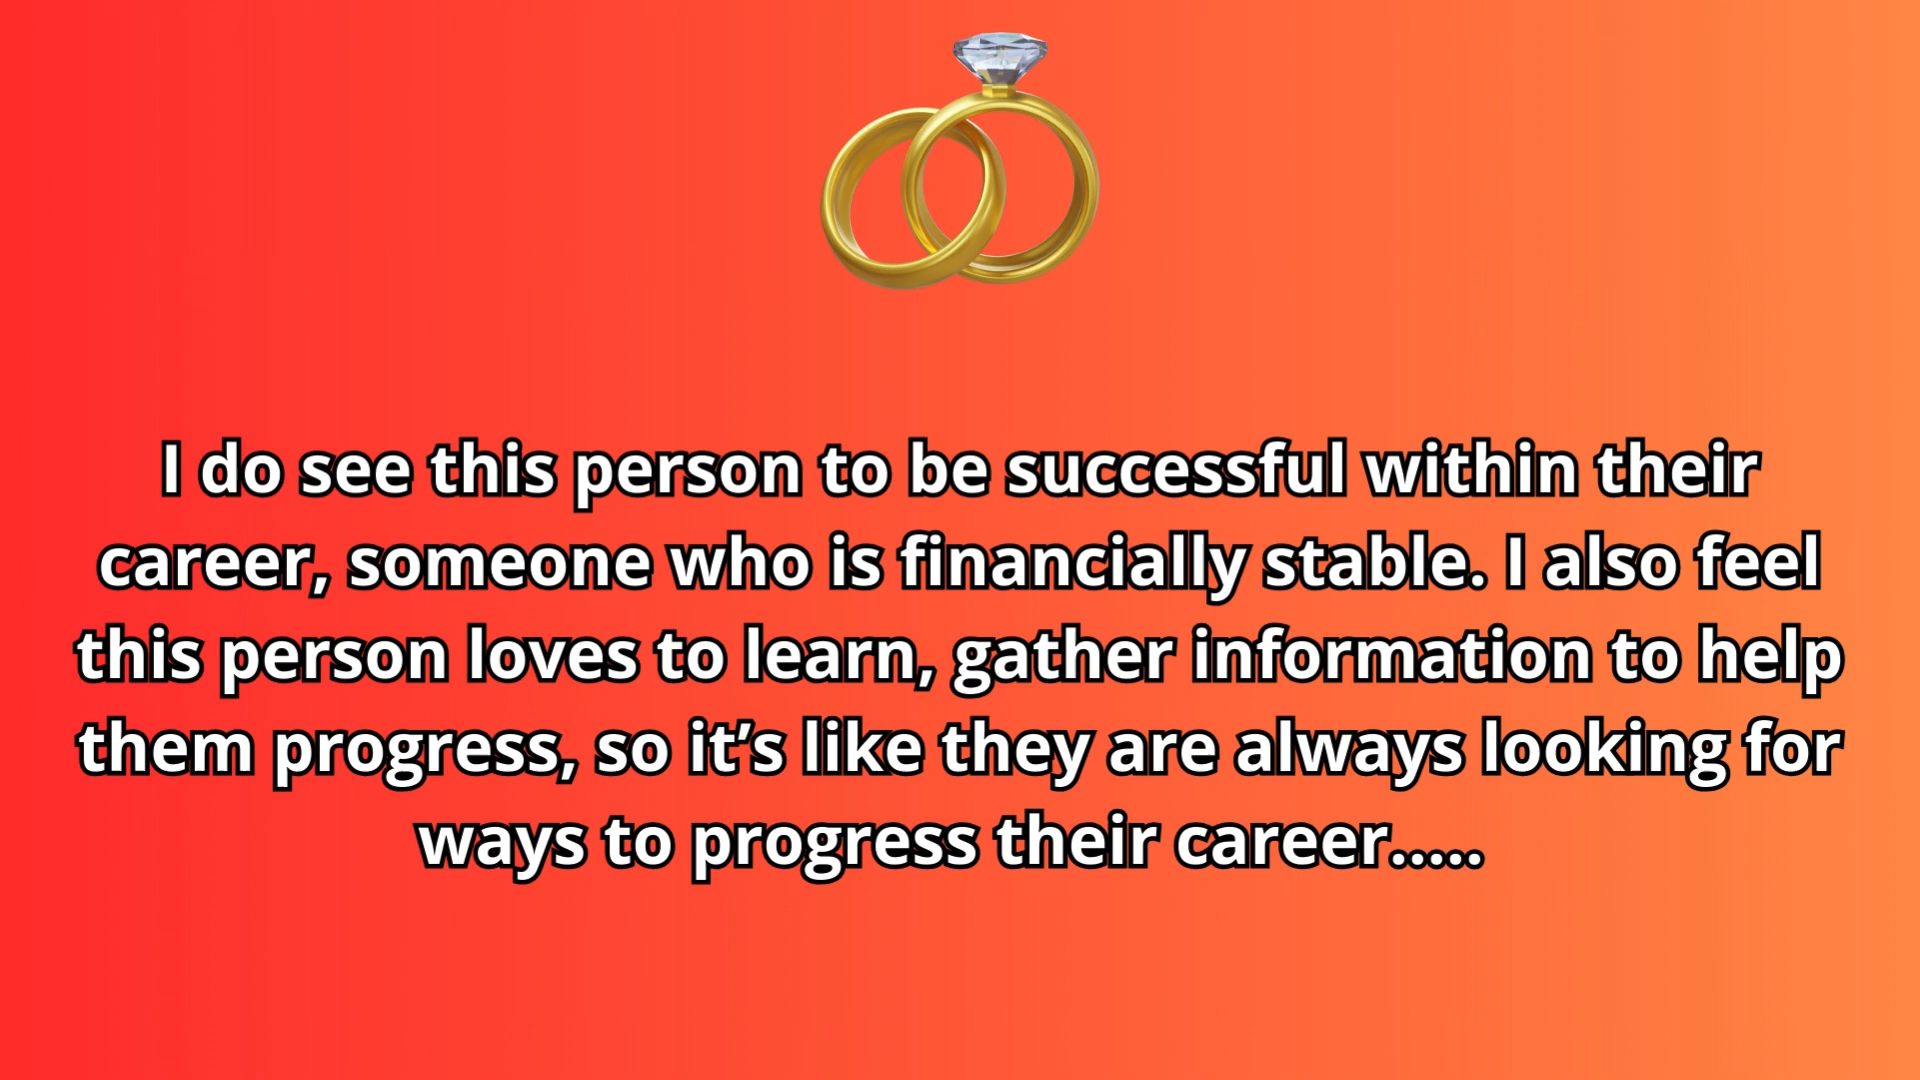 I do see this person to be successful within their
career, someone who is financially stable. I also feel
this person loves to learn, gather information to help
them progress, so it’s like they are always looking for
ways to progress their career.....